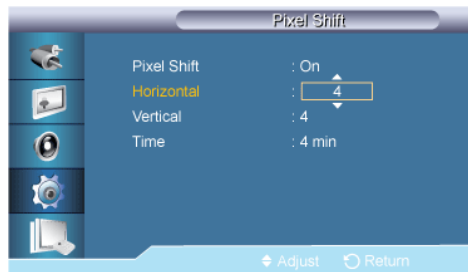 Pixel Shift
Pixel Shift : On
Horizontal : 4
Vertical : 4
Time : 4 min
Adjust Return